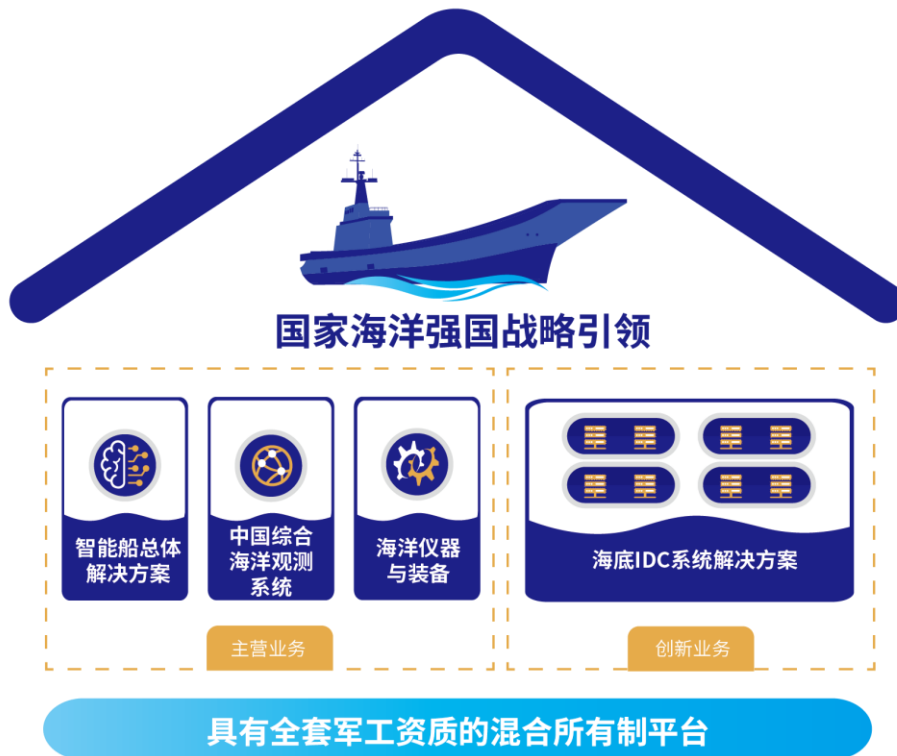 国家海洋强国战略引领
智能船总体
解决方案
中国综合
海洋观测
系统
海洋仪器
与装备
海底IDC系统解决方案
主营业务
创新业务
具有全套军工资质的混合所有制平台